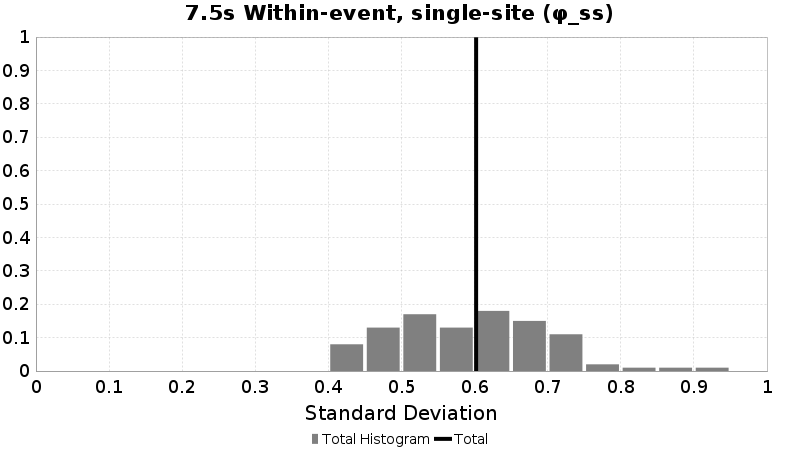 7.5s Within-event, single-site (φ_ss)
1
0.9
0.8
0.7
0.6
0.5
0.4
0.3
0.2
0.1
0
0 0.1 0.2 0.3 0.4 0.5 0.6 0.7 0.8 0.9 1
Standard Deviation
Total Histogram Total